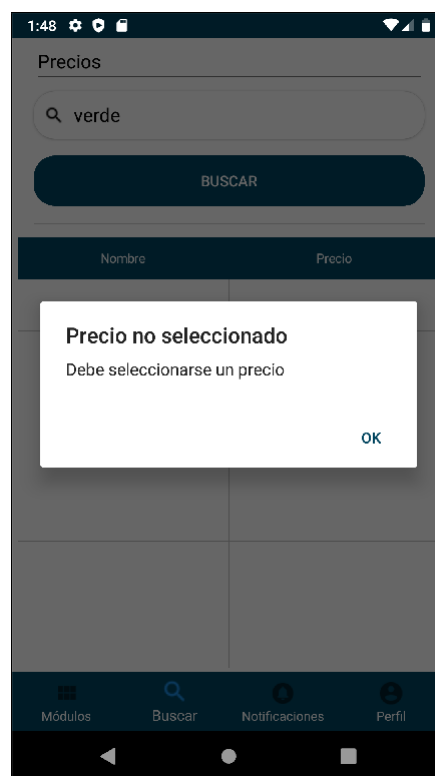 1:48
Precios
verde
BUSCAR
Nombre Precio
Precio no seleccionado
Debe seleccionarse un precio
OK
Módulos Buscar Notificaciones Perfil